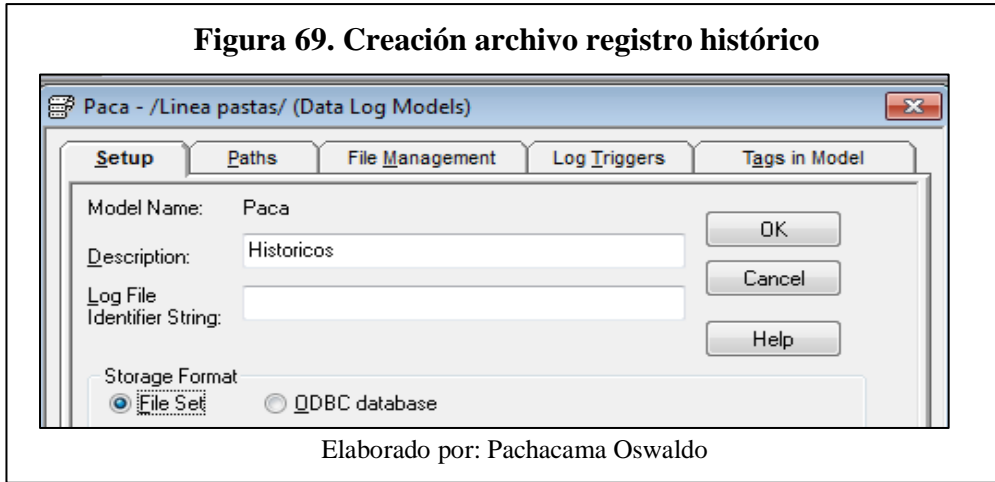 Figura 69. Creación archivo registro histórico
Paca - /Linea pastas/ (Data Log Models)
Setup Paths File Management Log Triggers Tags in Model
Model Name: Paca
OK
Description: Historicos
Cancel
Log File
Identifier String:
Help
Storage Format
File Set ODBC database
Elaborado por: Pachacama Oswaldo